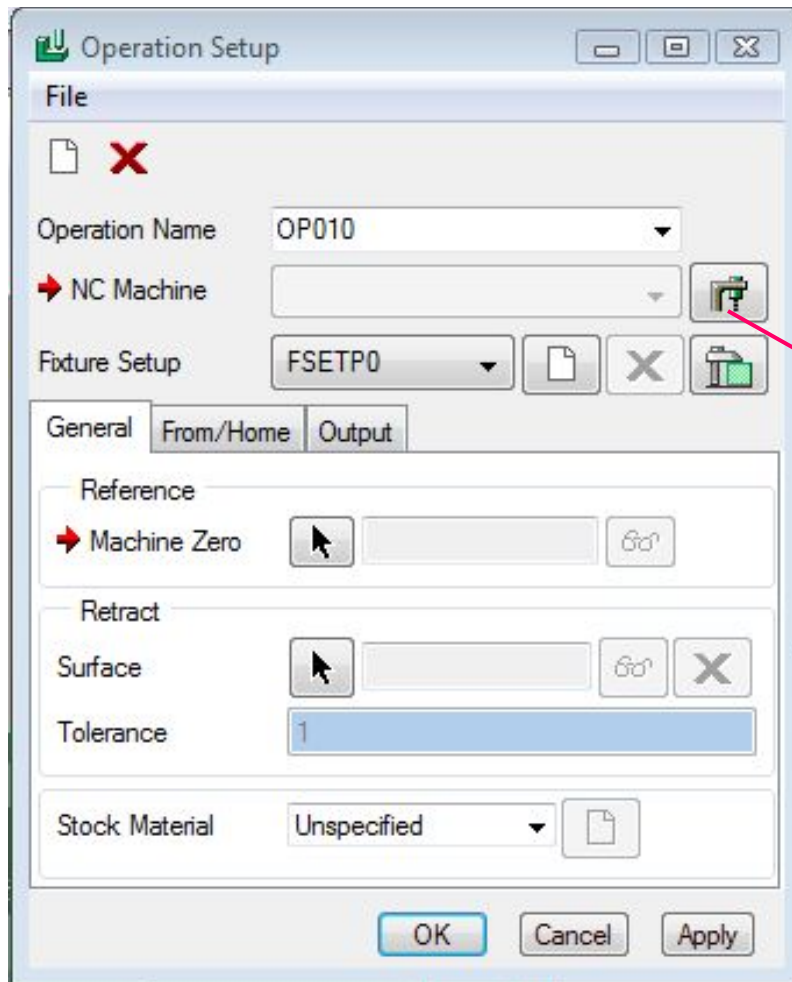 Operation Setup
File
Operation Name OP010
NC Machine
Fixture Setup FSETP0
General From/Home Output
Reference
Machine Zero
Retract
Surface
Tolerance 1
Stock Material Unspecified
OK Cancel Apply